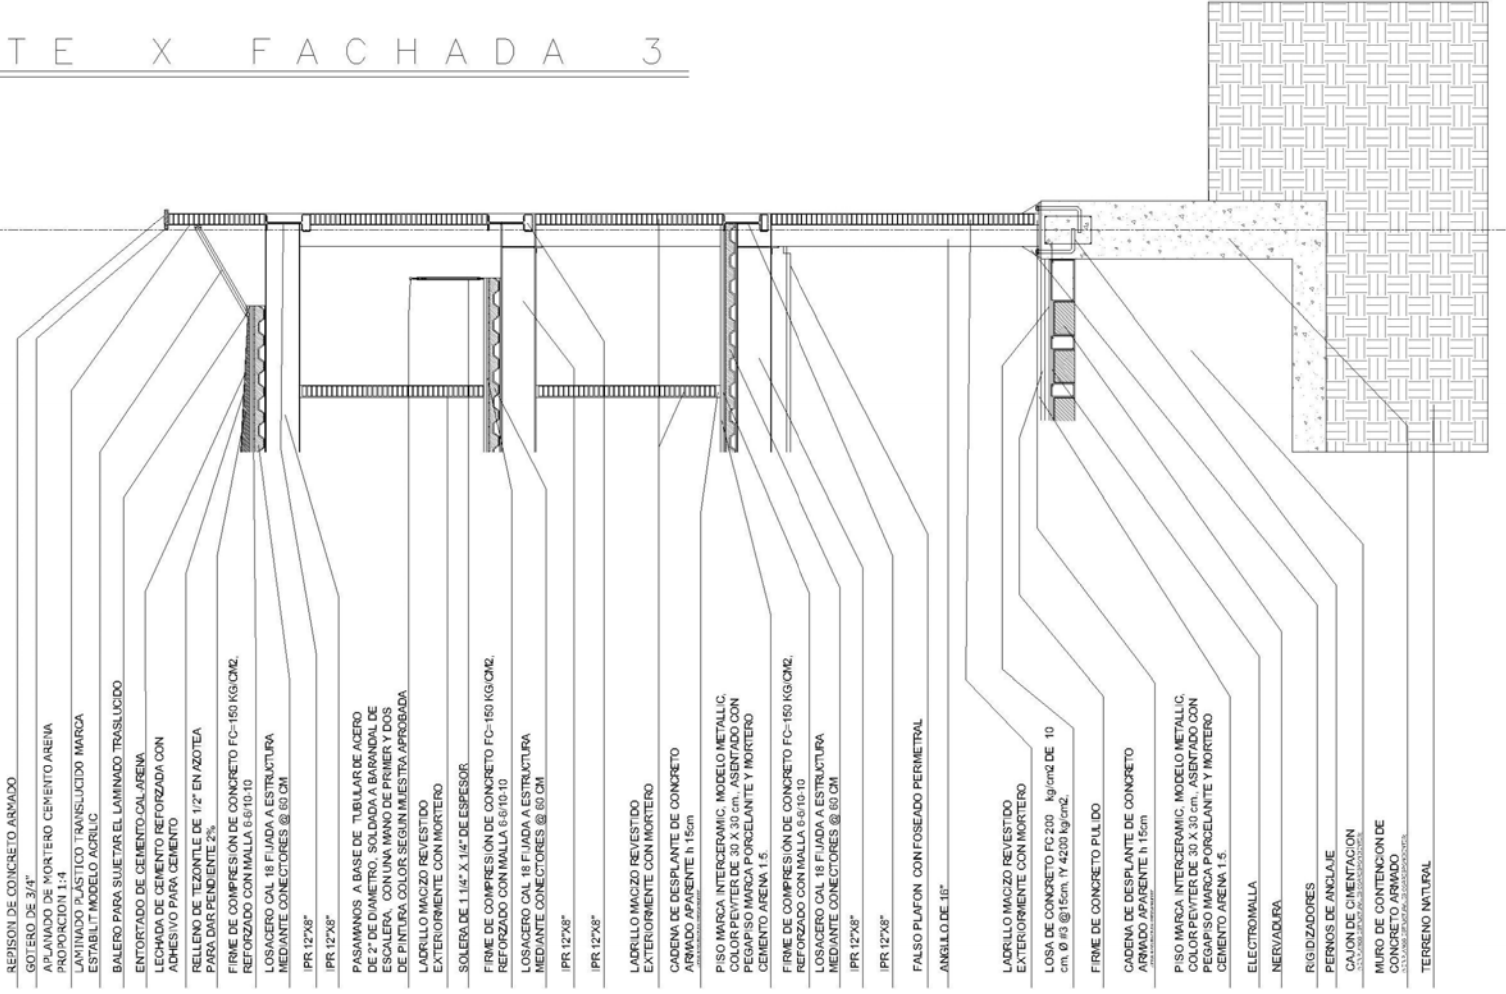 TE X FACHADA 3
REPISON DE CONCRETO ARMADO
GOTERO DE 3/4"
APLANADO DE MORTERO CEMENTO ARENA
PROPORCION 1:4
LAMINADO PLÁSTICO TRANSLUCIDO MARCA
ESTABILIT MODELO ACRILIC
BALERO PARA SUJETAR EL LAMINADO TRASLUCIDO
ENTORTADO DE CEMENTO-CAL-ARENA
LECHADA DE CEMENTO REFORZADA CON
ADHESIVO PARA CEMENTO
RELLENO DE TEZONTLE DE 1/2" EN AZOTEA
PARA DAR PENDIENTE 2%
FIRME DE COMPRESIÓN DE CONCRETO FC=150 KG/CM2,
REFORZADO CON MALLA 6-6/10-10
LOSACERO CAL 18 FIJADA A ESTRUCTURA
MEDIANTE CONECTORES @ 60 CM
IPR 12"X8"
IPR 12"X8"
PASAMANOS A BASE DE TUBULAR DE ACERO
DE 2" DE DIAMETRO, SOLDADA A BARANDAL DE
ESCALERA, CON UNA MANO DE PRIMER Y DOS
DE PINTURA COLOR SEGUN MUESTRA APROBADA
LADRILLO MACIZO REVESTIDO
EXTERIORMENTE CON MORTERO
SOLERA DE 1 1/4" X 1/4" DE ESPESOR
FIRME DE COMPRESIÓN DE CONCRETO FC=150 KG/CM2,
REFORZADO CON MALLA 6-6/10-10
LOSACERO CAL 18 FIJADA A ESTRUCTURA
MEDIANTE CONECTORES @ 60 CM
IPR 12"X8"
IPR 12"X8"
LADRILLO MACIZO REVESTIDO
EXTERIORMENTE CON MORTERO
CADENA DE DESPLANTE DE CONCRETO
ARMADO APARENTE h 15cm
PISO MARCA INTERCERAMIC, MODELO METALLIC,
COLOR PEWTER DE 30 X 30 cm., ASENTADO CON
PEGAPISO MARCA PORCELANITE Y MORTERO
CEMENTO ARENA 1:5.
FIRME DE COMPRESIÓN DE CONCRETO FC=150 KG/CM2,
REFORZADO CON MALLA 6-6/10-10
LOSACERO CAL 18 FIJADA A ESTRUCTURA
MEDIANTE CONECTORES @ 60 CM
IPR 12"X8"
IPR 12"X8"
FALSO PLAFON CON FOSEADO PERIMETRAL
ANGULO DE 16"
LADRILLO MACIZO REVESTIDO
EXTERIORMENTE CON MORTERO
LOSA DE CONCRETO FC 200 kg/cm2 DE 10
cm, Ø #3 @15cm, fY 4200 kg/cm2,
FIRME DE CONCRETO PULIDO
CADENA DE DESPLANTE DE CONCRETO
ARMADO APARENTE h 15cm
PISO MARCA INTERCERAMIC, MODELO METALLIC,
COLOR PEWTER DE 30 X 30 cm., ASENTADO CON
PEGAPISO MARCA PORCELANITE Y MORTERO
CEMENTO ARENA 1:5.
ELECTROMALLA
NERVADURA
RIGIDIZADORES
PERNOS DE ANCLAJE
CAJON DE CIMENTACION
MURO DE CONTENCION DE
CONCRETO ARMADO
TERRENO NATURAL